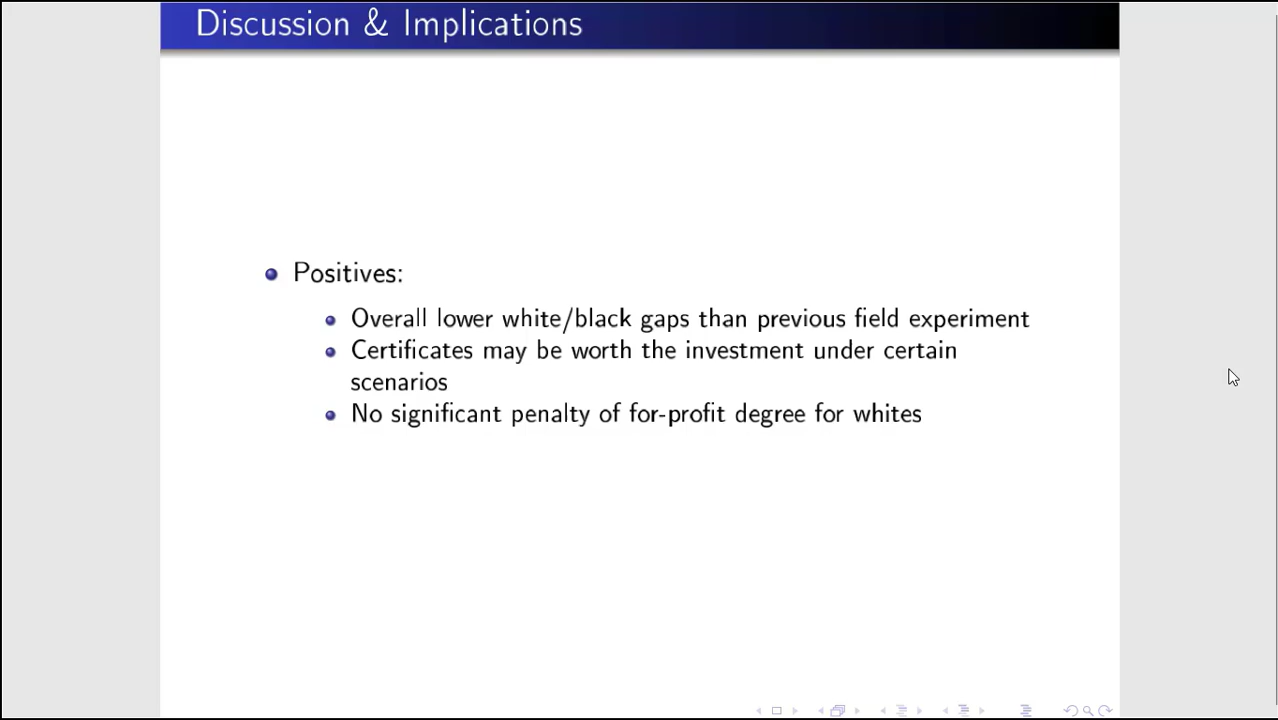 Discussion & Implications
Positives:
Overall lower white/black gaps than previous field experiment
Certificates may be worth the investment under certain
scenarios
No significant penalty of for-profit degree for whites